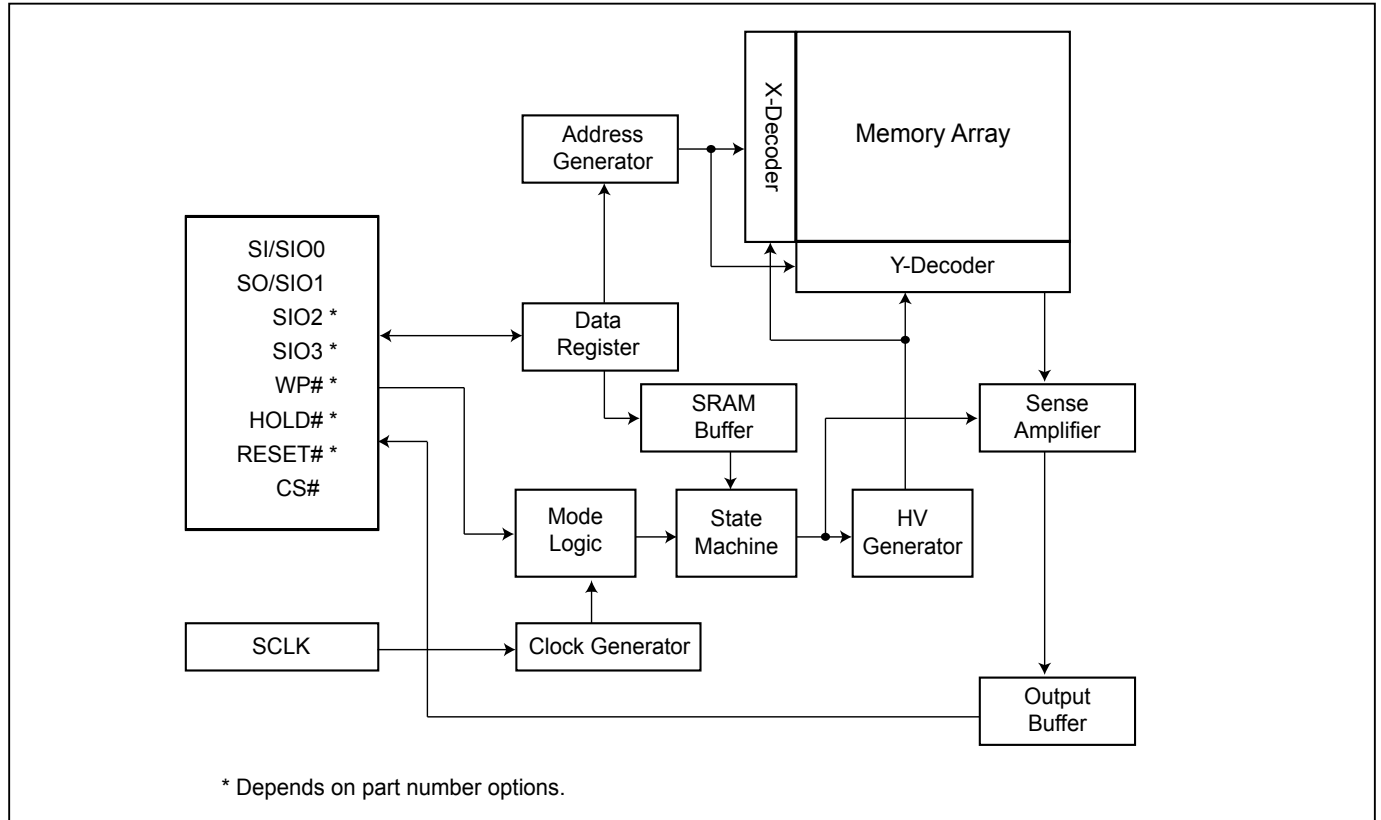 X-Decoder
Memory Array
Address
Generator
Y-Decoder
SI/SIO0
SO/SIO1
SIO2 *
SIO3 *
WP# *
HOLD# *
RESET# *
CS#
Data
Register
SRAM
Buffer
Sense
Amplifier
Mode
Logic
State
Machine
HV
Generator
SCLK
Clock Generator
Output
Buffer
* Depends on part number options.